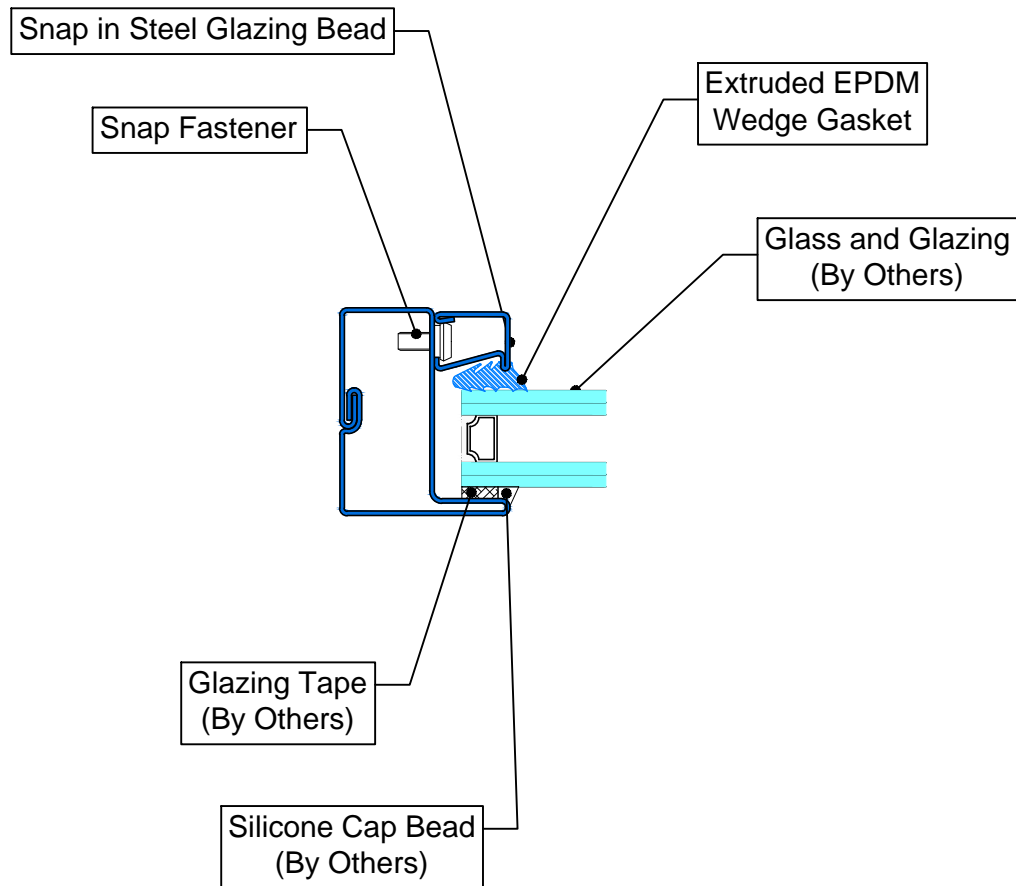 Snap in Steel Glazing Bead
Snap Fastener
Extruded EPDM
Wedge Gasket
Glass and Glazing
(By Others)
Glazing Tape
(By Others)
Silicone Cap Bead
(By Others)